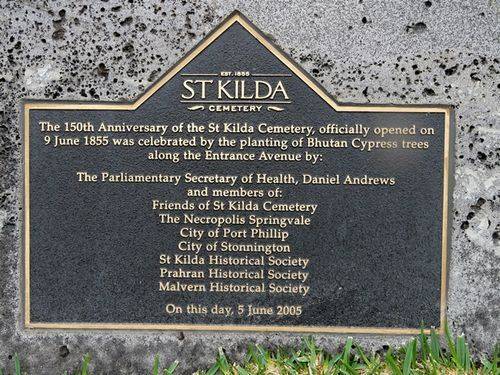 EST. 1855
ST KILDA
CEMETERY
The 150th Anniversary of the St Kilda Cemetery, officially opened on
9 June 1855 was celebrated by the planting of Bhutan Cypress trees
along the Entrance Avenue by:
The Parliamentary Secretary of Health, Daniel Andrews
and members of:
Friends of St Kilda Cemetery
The Necropolis Springvale
City of Port Phillip
City of Stonnington
St Kilda Historical Society
Prahran Historical Society
Malvern Historical Society
On this day, 5 June 2005